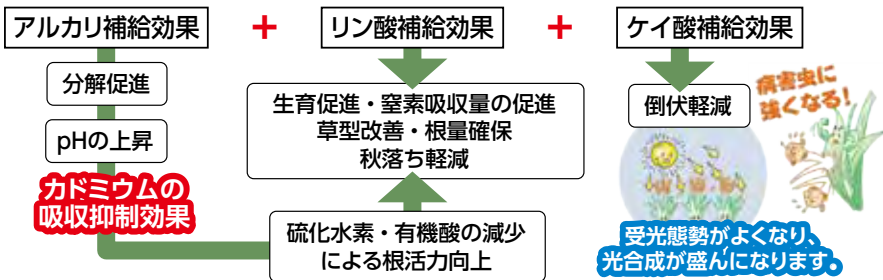 アルカリ補給効果
+
リン酸補給効果
+
ケイ酸補給効果
分解促進
pHの上昇
カドミウムの
吸収抑制効果
生育促進・窒素吸収量の促進
草型改善・根量確保
秋落ち軽減
硫化水素・有機酸の減少
による根活力向上
倒伏軽減
病害虫に
強くなる!
受光態勢がよくなり、
光合成が盛んになります。